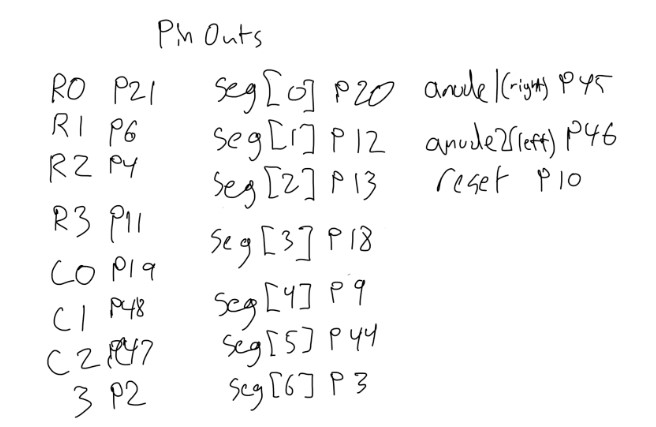 Pin Outs
R0 P21 seg[0] P20 anode1(right) P45
R1 P6 seg[1] P12 anode2(left) P46
R2 P4 seg[2] P13 reset P10
R3 P11 seg[3] P18
C0 P19 seg[4] P9
C1 P48 seg[5] P44
C2 P47 seg[6] P3
3 P2